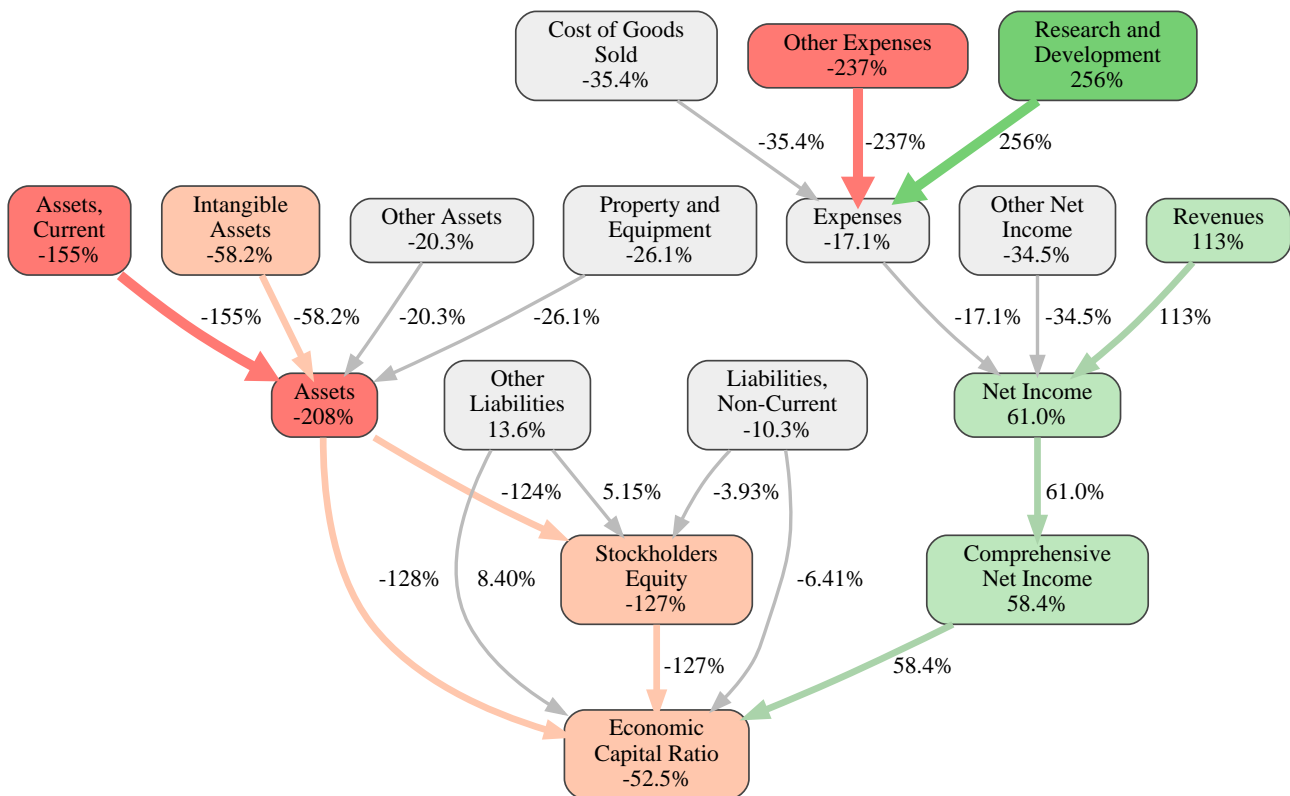 Cost of Goods
Sold
-35.4%
Other Expenses
-237%
Research and
Development
256%
-35.4%
-237%
256%
Assets,
Current
-155%
Intangible
Assets
-58.2%
Other Assets
-20.3%
Property and
Equipment
-26.1%
Expenses
-17.1%
Other Net
Income
-34.5%
Revenues
113%
-155%
-58.2%
-20.3%
-26.1%
-17.1%
-34.5%
113%
Assets
-208%
Other
Liabilities
13.6%
Liabilities,
Non-Current
-10.3%
Net Income
61.0%
-124%
5.15%
-3.93%
61.0%
Stockholders
Equity
-127%
Comprehensive
Net Income
58.4%
-128%
8.40%
-6.41%
-127%
58.4%
Economic
Capital Ratio
-52.5%